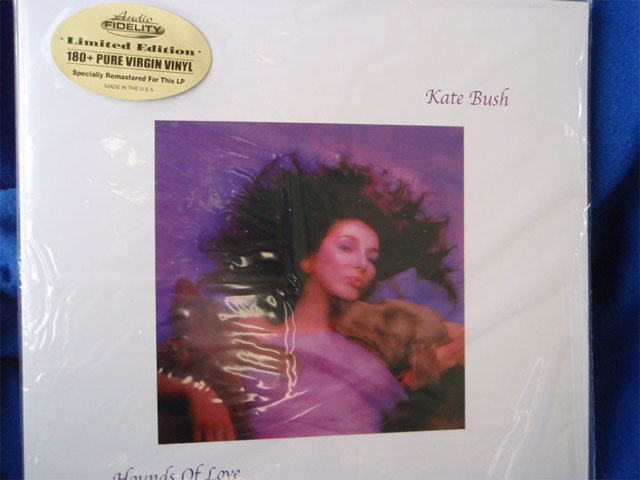 Audio
FIDELITY
· Limited Edition ·
180+ PURE VIRGIN VINYL
Specially Remastered For This LP
MADE IN THE U.S.A.
Kate Bush
Hounds Of Love